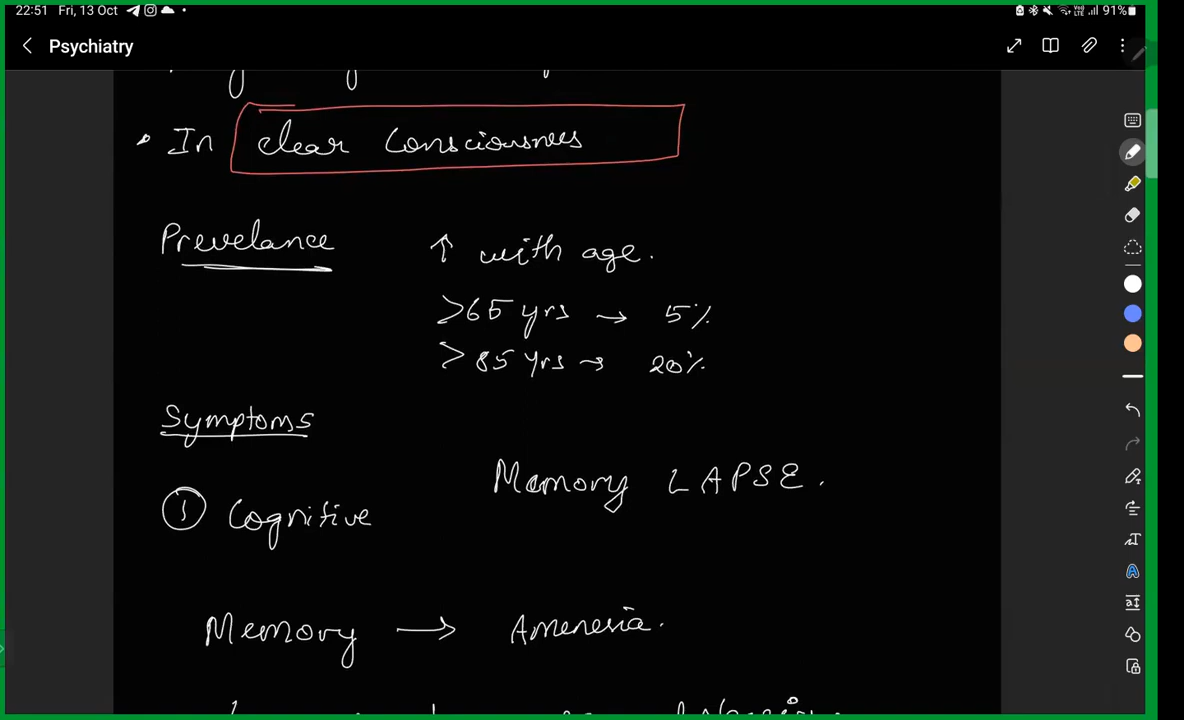 22:51 Fri, 13 Oct
91%
Psychiatry
• In clear Consciousness
Prevelance ↑ with age.
>65 yrs → 5%
>85 yrs → 20%
Symptoms
Memory LAPSE.
① Cognitive
Memory → Amenesia.